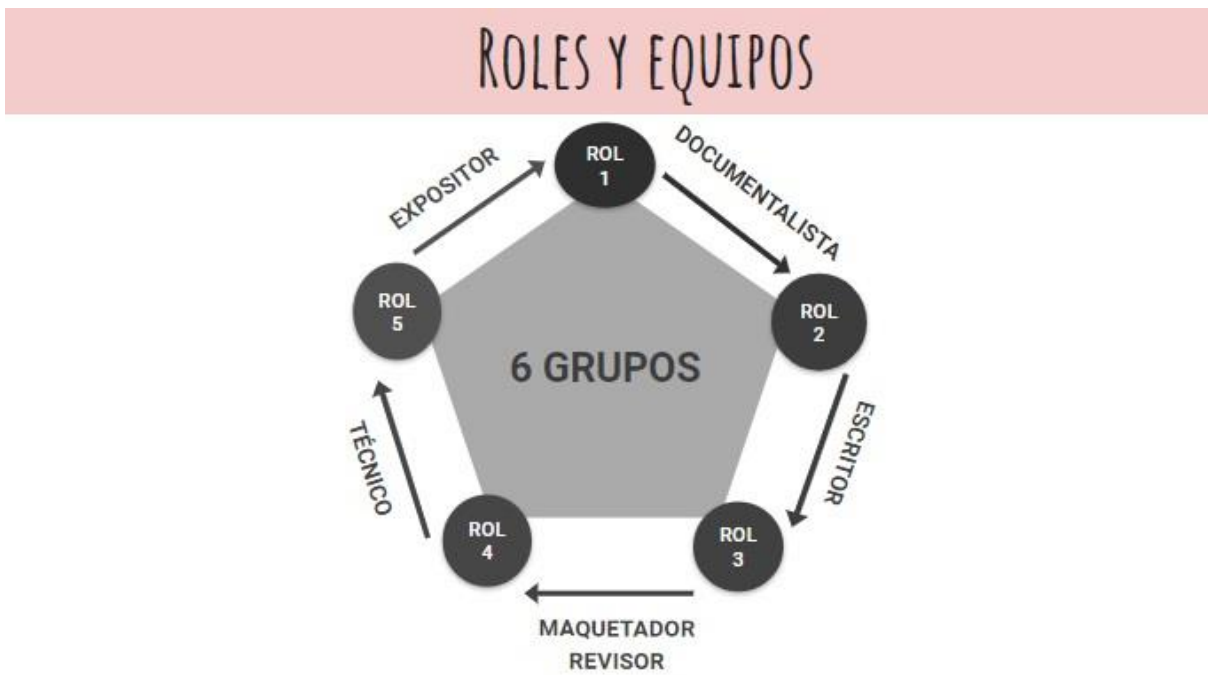 ROLES Y EQUIPOS
ROL
1
DOCUMENTALISTA
ROL
2
ESCRITOR
ROL
3
MAQUETADOR
REVISOR
ROL
4
TÉCNICO
ROL
5
EXPOSITOR
6 GRUPOS